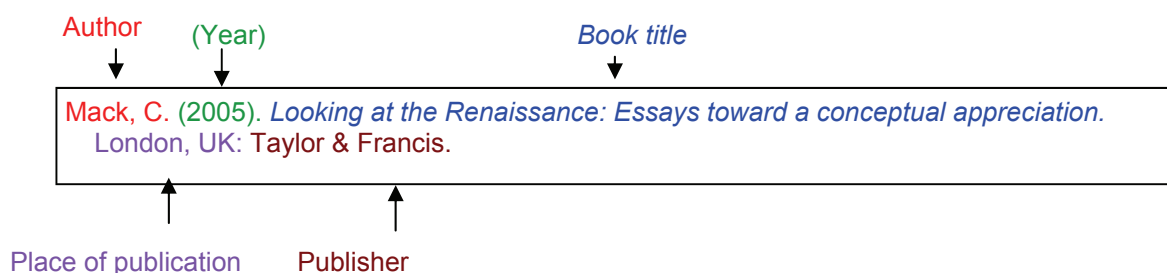 Author (Year) Book title
Mack, C. (2005). Looking at the Renaissance: Essays toward a conceptual appreciation.
London, UK: Taylor & Francis.
Place of publication Publisher